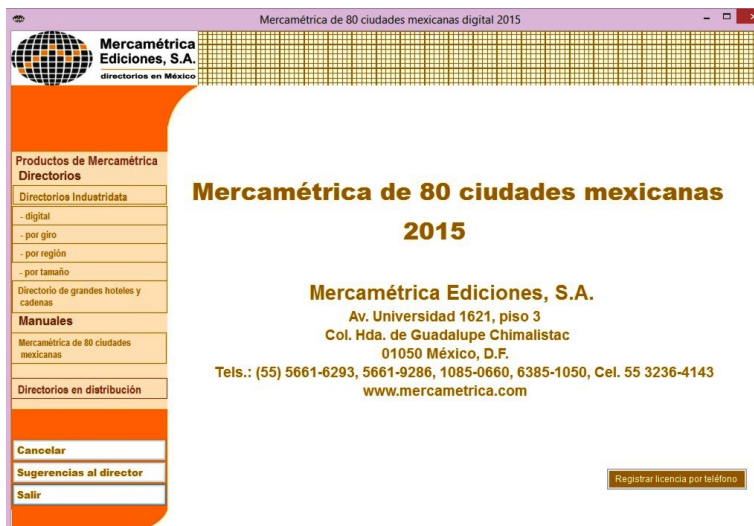 Mercamétrica de 80 ciudades mexicanas digital 2015
Mercamétrica
Ediciones, S.A.
directorios en México
Productos de Mercamétrica
Directorios
Directorios Industridata
- digital
- por giro
- por región
- por tamaño
Directorio de grandes hoteles y
cadenas
Manuales
Mercamétrica de 80 ciudades
mexicanas
Directorios en distribución
Cancelar
Sugerencias al director
Salir
Mercamétrica de 80 ciudades mexicanas
2015
Mercamétrica Ediciones, S.A.
Av. Universidad 1621, piso 3
Col. Hda. de Guadalupe Chimalistac
01050 México, D.F.
Tels.: (55) 5661-6293, 5661-9286, 1085-0660, 6385-1050, Cel. 55 3236-4143
www.mercametrica.com
Registrar licencia por teléfono